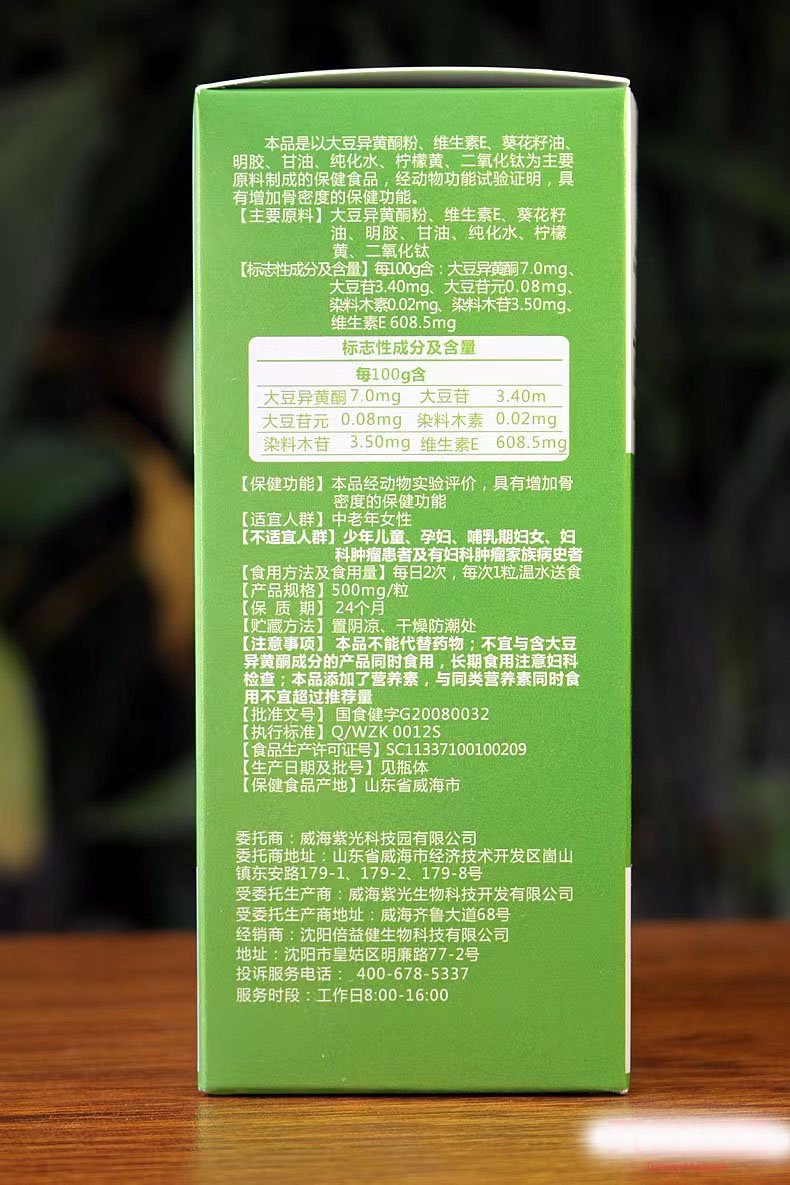 本品是以大豆异黄酮粉、维生素E、葵花籽油、
明胶、甘油、纯化水、柠檬黄、二氧化钛为主要
原料制成的保健食品，经动物功能试验证明，具
有增加骨密度的保健功能。
【主要原料】大豆异黄酮粉、维生素E、葵花籽
油、明胶、甘油、纯化水、柠檬
黄、二氧化钛
【标志性成分及含量】每100g含：大豆异黄酮7.0mg、
大豆苷3.40mg、大豆苷元0.08mg、
染料木素0.02mg、染料木苷3.50mg、
维生素E 608.5mg
标志性成分及含量
每100g含
大豆异黄酮 7.0mg 大豆苷 3.40m
大豆苷元 0.08mg 染料木素 0.02mg
染料木苷 3.50mg 维生素E 608.5mg
【保健功能】本品经动物实验评价，具有增加骨
密度的保健功能
【适宜人群】中老年女性
【不适宜人群】少年儿童、孕妇、哺乳期妇女、妇
科肿瘤患者及有妇科肿瘤家族病史者
【食用方法及食用量】每日2次，每次1粒,温水送食
【产品规格】500mg/粒
【保 质 期】 24个月
【贮藏方法】置阴凉、干燥防潮处
【注意事项】 本品不能代替药物；不宜与含大豆
异黄酮成分的产品同时食用，长期食用注意妇科
检查；本品添加了营养素，与同类营养素同时食
用不宜超过推荐量
【批准文号】 国食健字G20080032
【执行标准】Q/WZK 0012S
【食品生产许可证号】SC11337100100209
【生产日期及批号】见瓶体
【保健食品产地】山东省威海市
委托商：威海紫光科技园有限公司
委托商地址：山东省威海市经济技术开发区崮山
镇东安路179-1、179-2、179-8号
受委托生产商：威海紫光生物科技开发有限公司
受委托生产商地址：威海齐鲁大道68号
经销商：沈阳倍益健生物科技有限公司
地址：沈阳市皇姑区明廉路77-2号
投诉服务电话： 400-678-5337
服务时段：工作日8:00-16:00